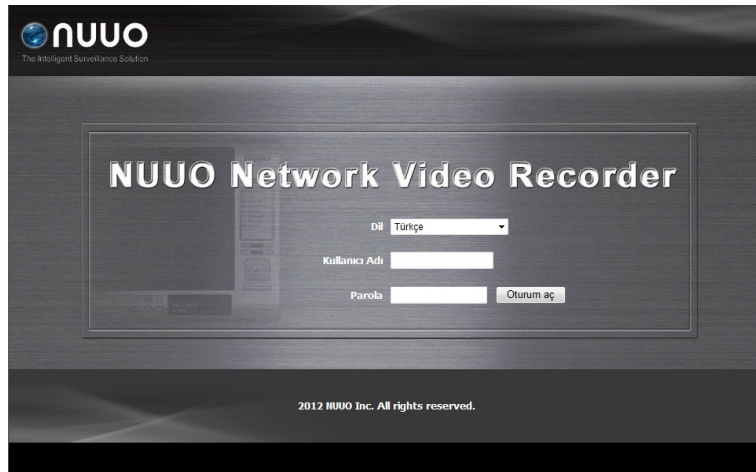 NUUO
The Intelligent Surveillance Solution
NUUO Network Video Recorder
Dil Türkçe
Kullanıcı Adı
Parola Oturum aç
2012 NUUO Inc. All rights reserved.